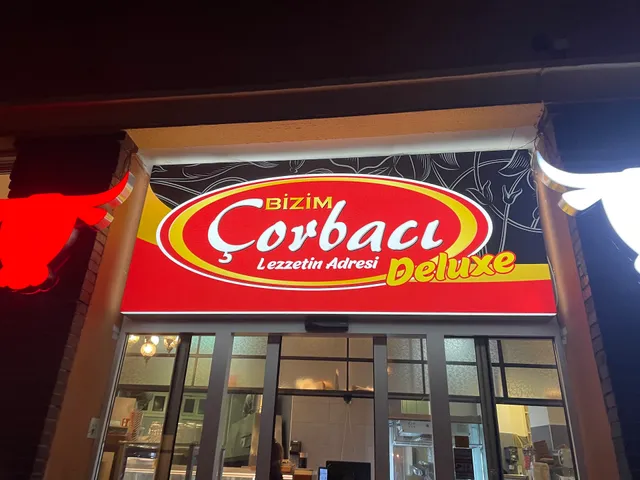 BİZİM
Çorbacı
Lezzetin Adresi
Deluxe